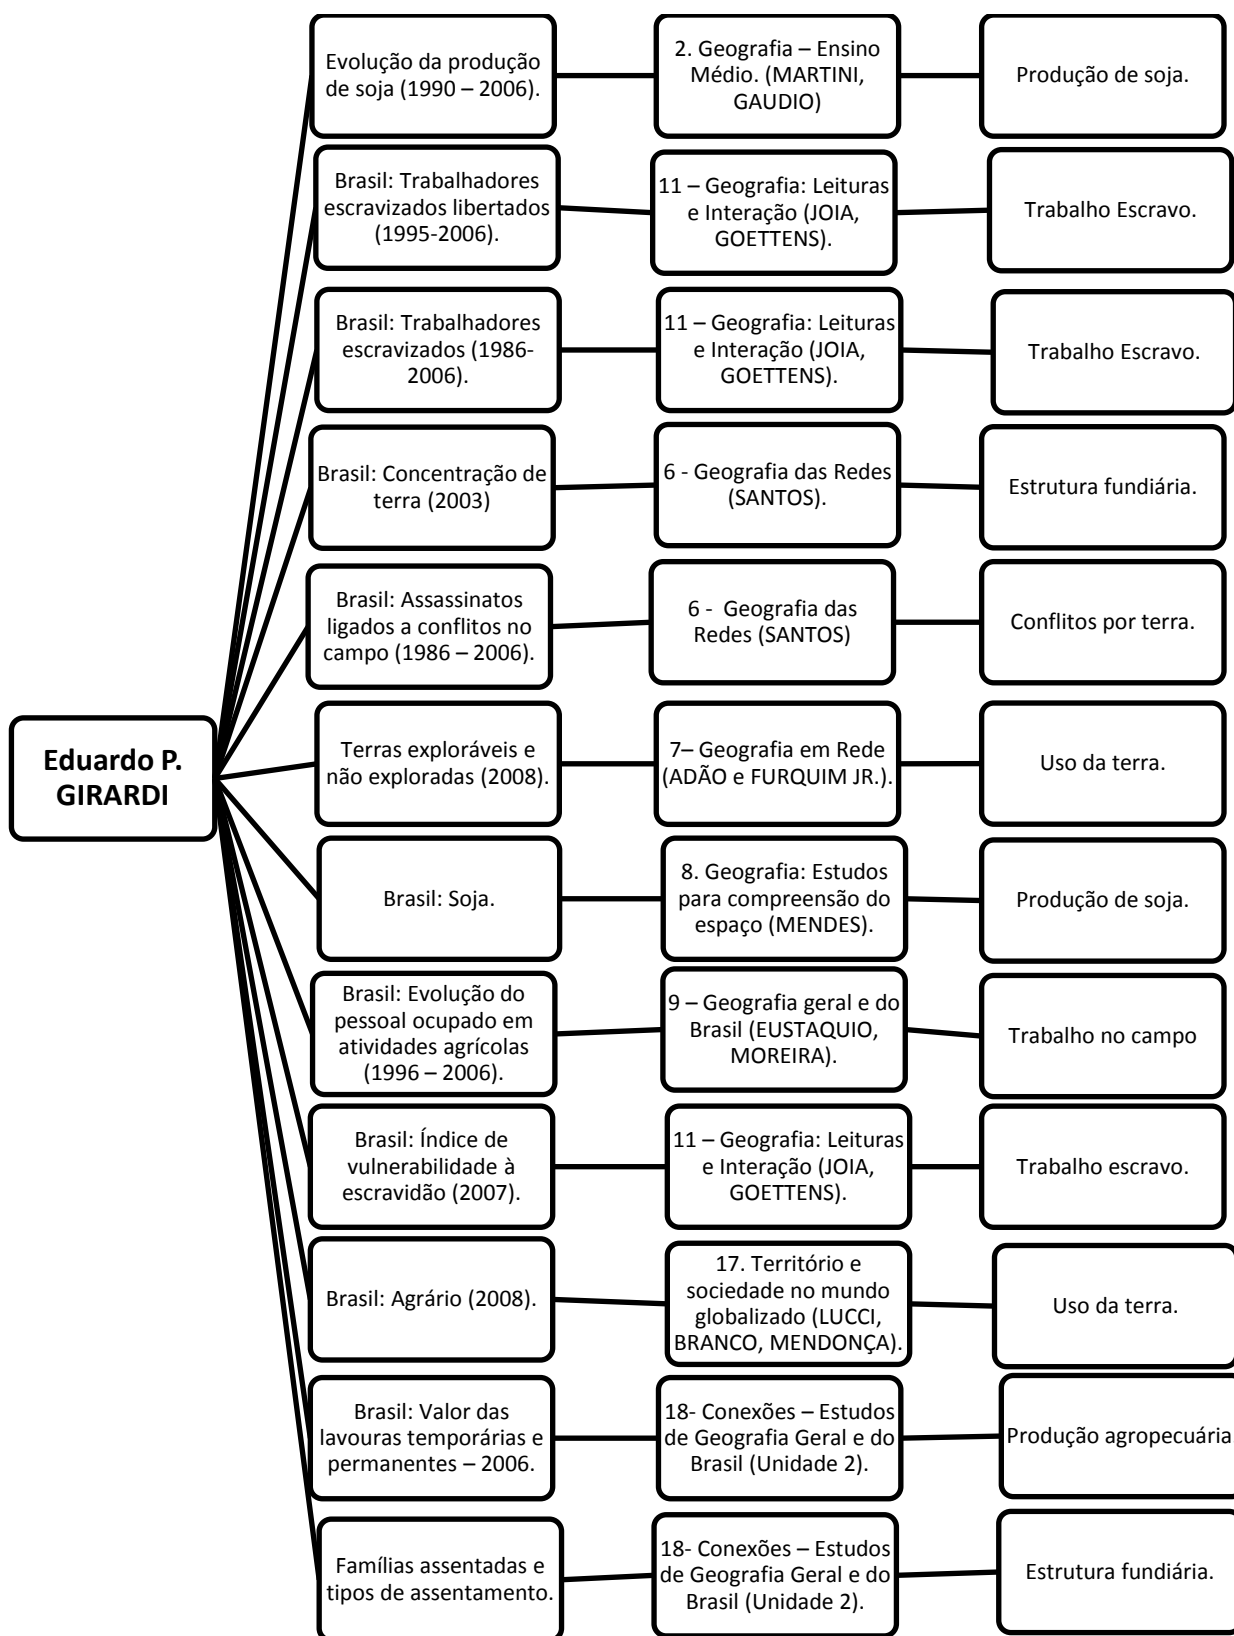 Evolução da produção
de soja (1990 – 2006).
2. Geografia – Ensino
Médio. (MARTINI,
GAUDIO)
Produção de soja.
Brasil: Trabalhadores
escravizados libertados
(1995-2006).
11 – Geografia: Leituras
e Interação (JOIA,
GOETTENS).
Trabalho Escravo.
Brasil: Trabalhadores
escravizados (1986-
2006).
11 – Geografia: Leituras
e Interação (JOIA,
GOETTENS).
Trabalho Escravo.
Brasil: Concentração de
terra (2003)
6 - Geografia das Redes
(SANTOS).
Estrutura fundiária.
Brasil: Assassinatos
ligados a conflitos no
campo (1986 – 2006).
6 - Geografia das
Redes (SANTOS)
Conflitos por terra.
Eduardo P.
GIRARDI
Terras exploráveis e
não exploradas (2008).
7– Geografia em Rede
(ADÃO e FURQUIM JR.).
Uso da terra.
Brasil: Soja.
8. Geografia: Estudos
para compreensão do
espaço (MENDES).
Produção de soja.
Brasil: Evolução do
pessoal ocupado em
atividades agrícolas
(1996 – 2006).
9 – Geografia geral e do
Brasil (EUSTAQUIO,
MOREIRA).
Trabalho no campo
Brasil: Índice de
vulnerabilidade à
escravidão (2007).
11 – Geografia: Leituras
e Interação (JOIA,
GOETTENS).
Trabalho escravo.
Brasil: Agrário (2008).
17. Território e
sociedade no mundo
globalizado (LUCCI,
BRANCO, MENDONÇA).
Uso da terra.
Brasil: Valor das
lavouras temporárias e
permanentes – 2006.
18- Conexões – Estudos
de Geografia Geral e do
Brasil (Unidade 2).
Produção agropecuária
Famílias assentadas e
tipos de assentamento.
18- Conexões – Estudos
de Geografia Geral e do
Brasil (Unidade 2).
Estrutura fundiária.